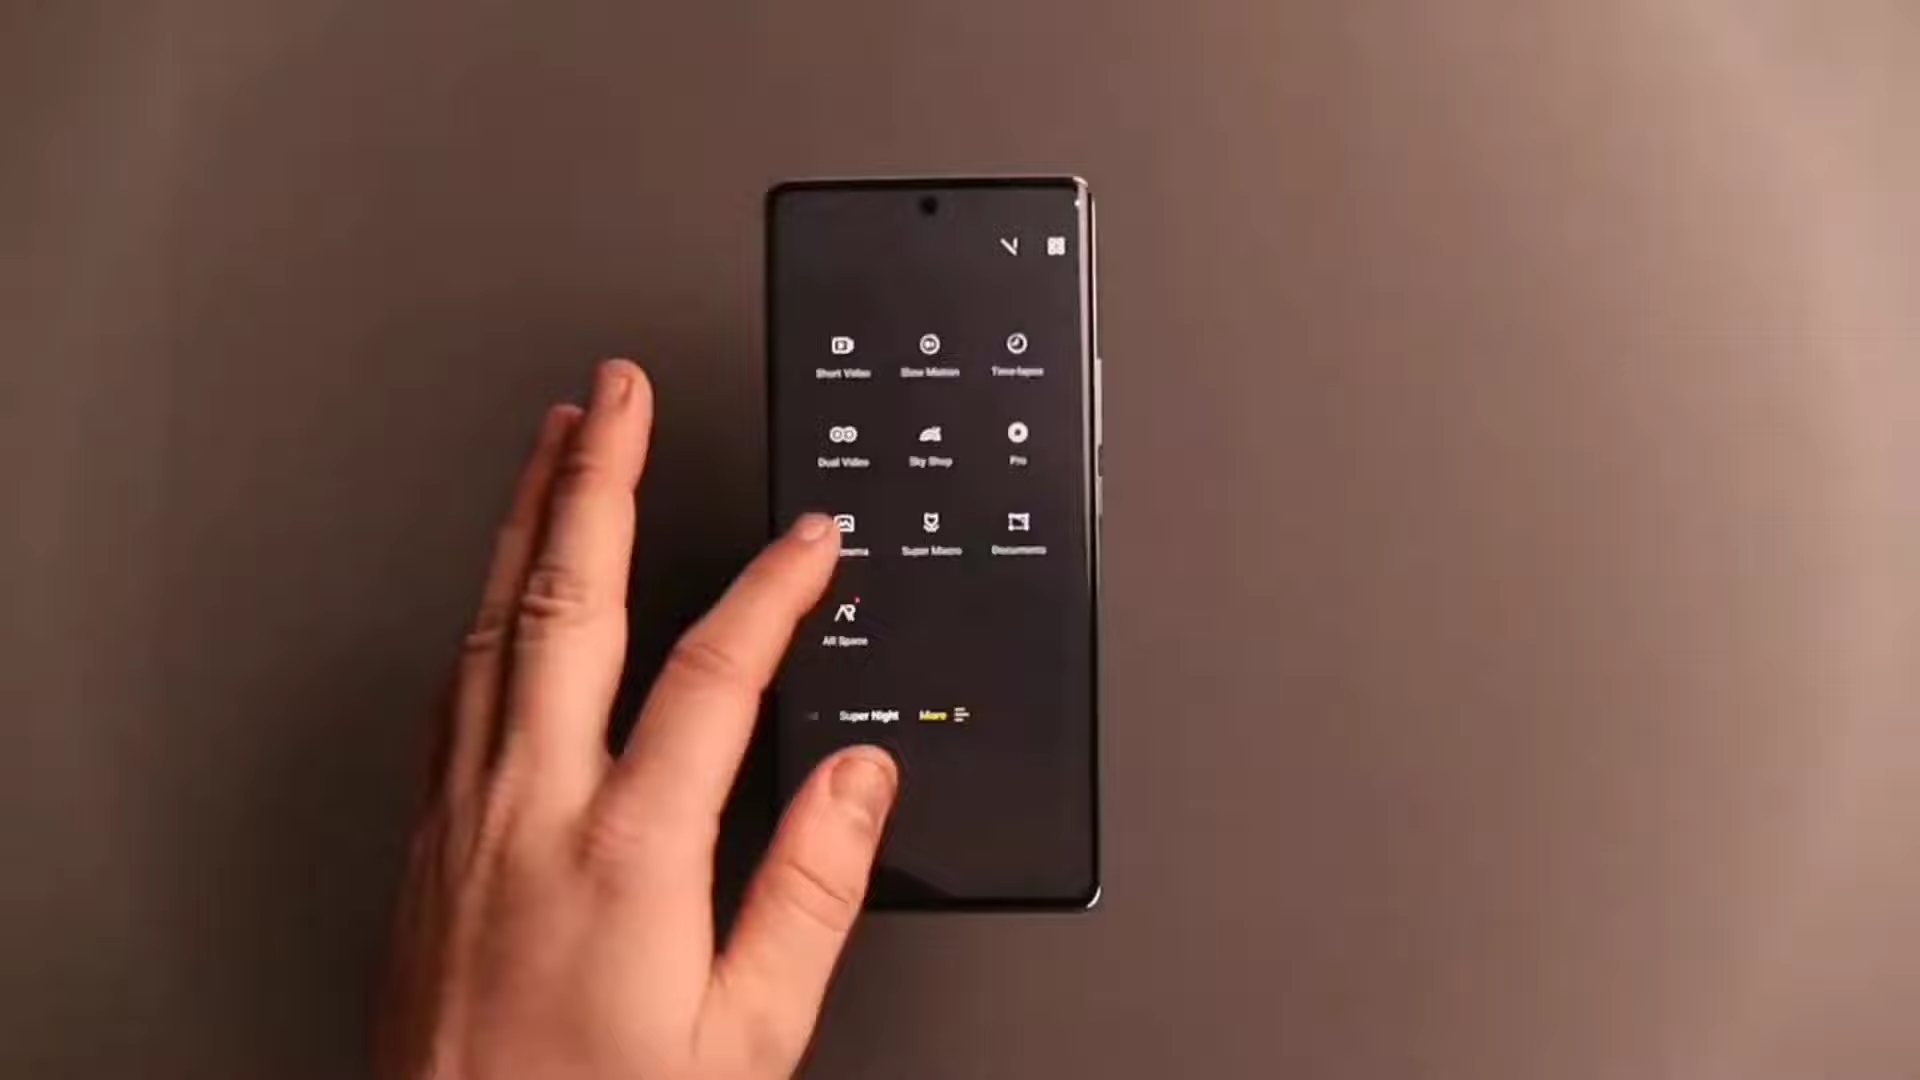 Short Video Slow Motion Time-lapse
Dual Video Sky Shop Pro
Super Macro Documents
AR Space
Super Night More